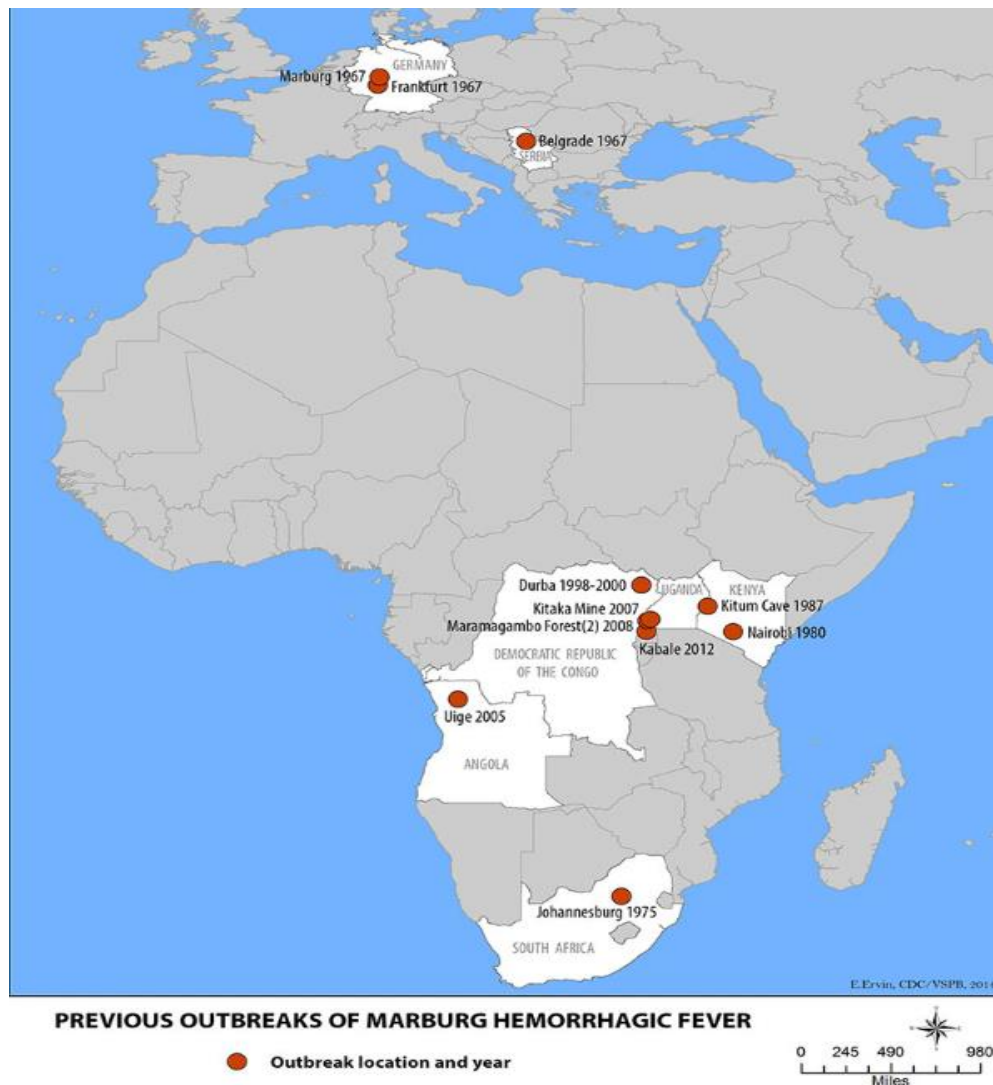 GERMANY
Marburg 1967
Frankfurt 1967
Belgrade 1967
SERBIA
Durba 1998-2000
UGANDA
KENYA
Kitaka Mine 2007
Kitum Cave 1987
Maramagambo Forest(2) 2008
Nairobi 1980
Kabale 2012
DEMOCRATIC REPUBLIC
OF THE CONGO
Uige 2005
ANGOLA
Johannesburg 1975
SOUTH AFRICA
E.Ervin, CDC/VSPB, 2014
PREVIOUS OUTBREAKS OF MARBURG HEMORRHAGIC FEVER
Outbreak location and year
0 245 490 980
Miles